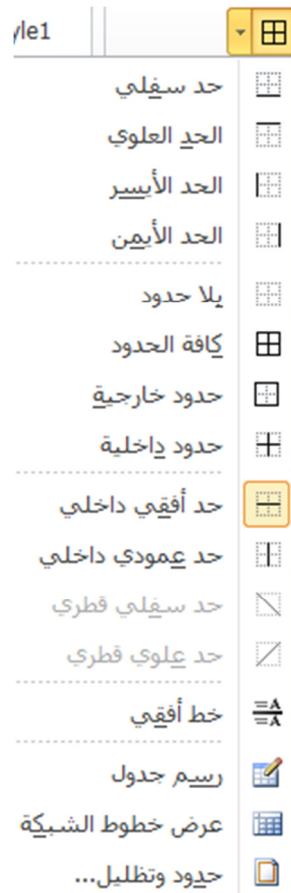 yle1
حد سفلي
الحد العلوي
الحد الأيسر
الحد الأيمن
بلا حدود
كافة الحدود
حدود خارجية
حدود داخلية
حد أفقي داخلي
حد عمودي داخلي
حد سفلي قطري
حد علوي قطري
خط أفقي
رسم جدول
عرض خطوط الشبكة
حدود وتظليل...